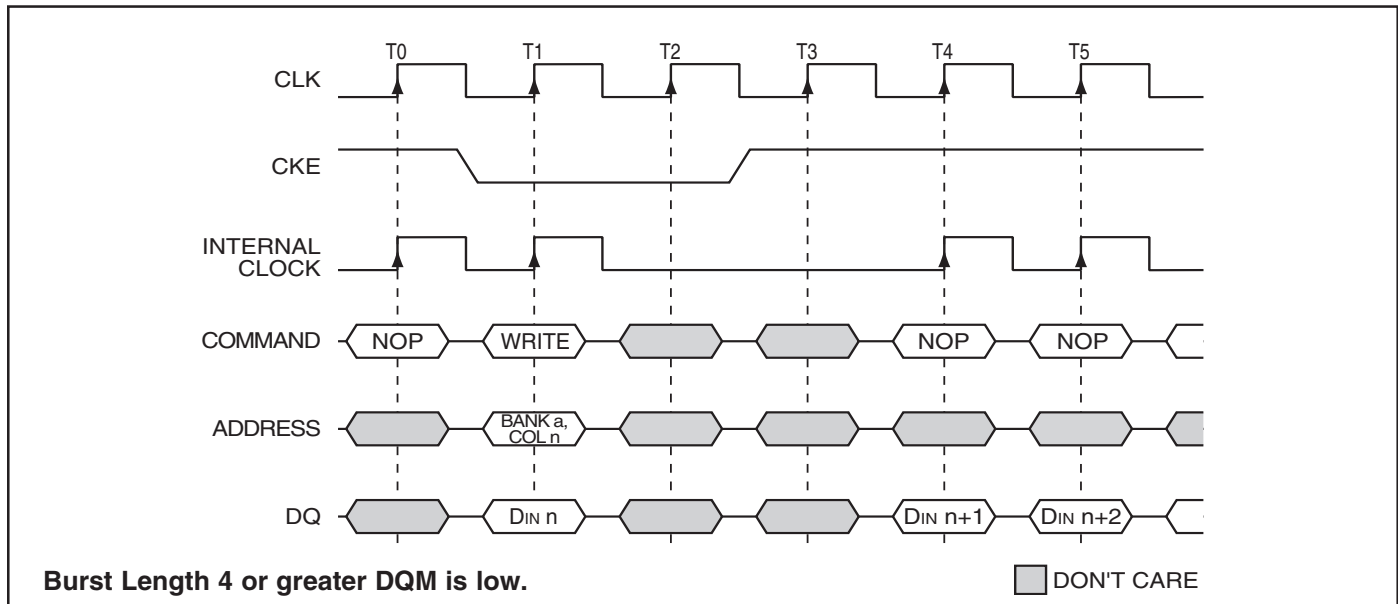 T0 T1 T2 T3 T4 T5
CLK
CKE
INTERNAL
CLOCK
COMMAND NOP WRITE NOP NOP
ADDRESS BANK a,
COL n
DQ DIN n DIN n+1 DIN n+2
Burst Length 4 or greater DQM is low. DON'T CARE